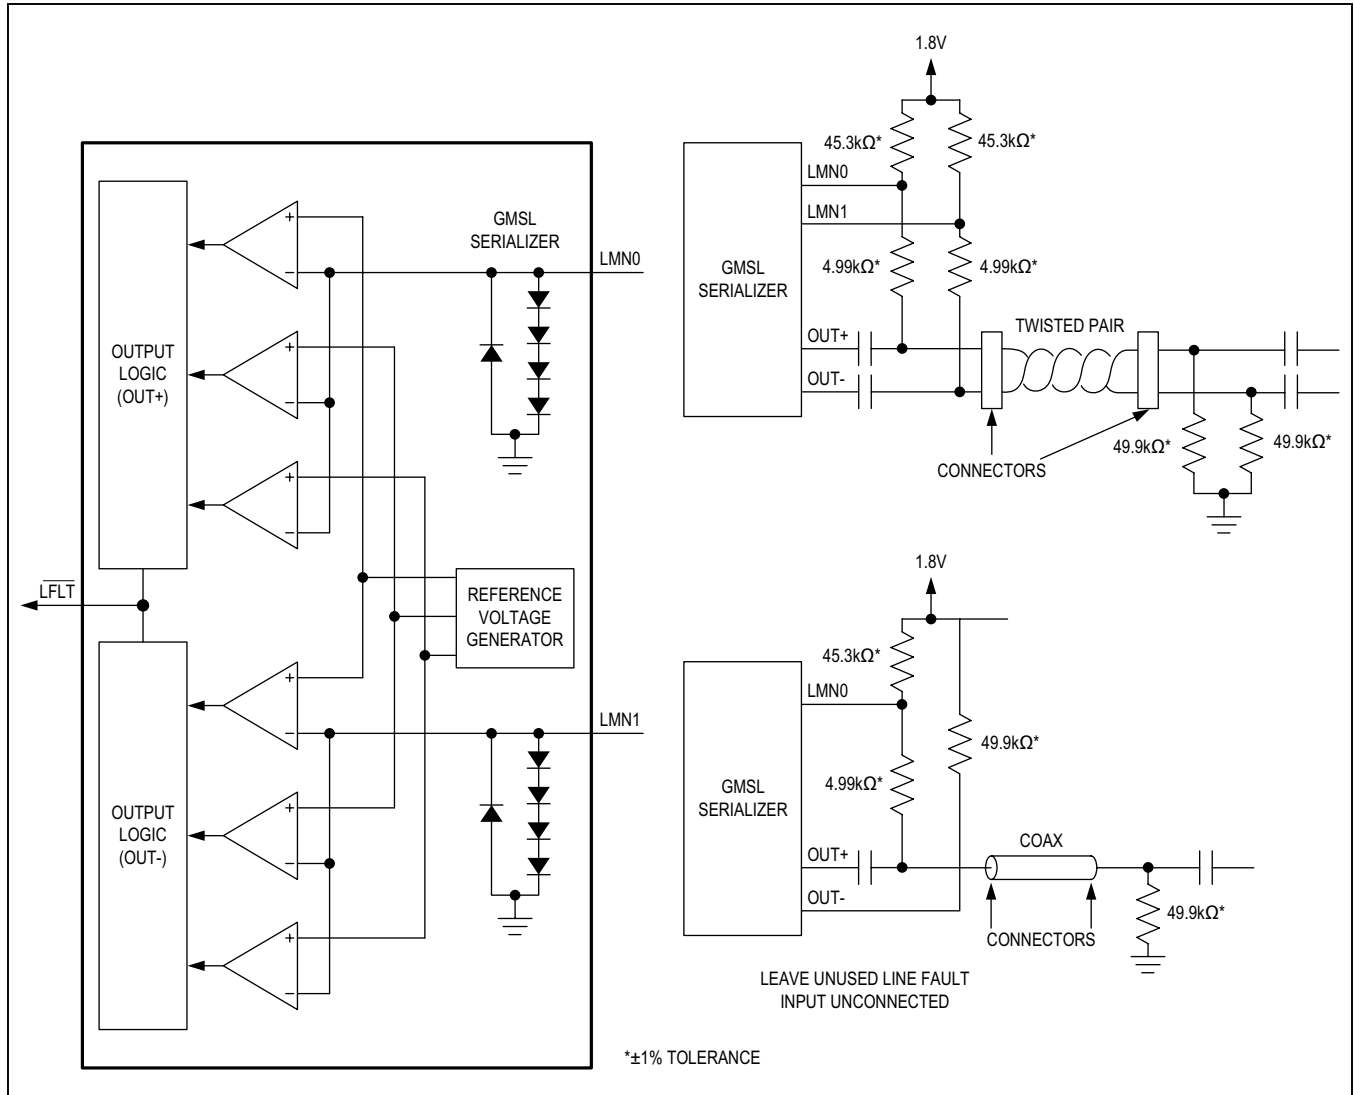 GMSL
SERIALIZER
LMN0
+
−
OUTPUT
LOGIC
(OUT+)
+
−
+
−
LFLT
REFERENCE
VOLTAGE
GENERATOR
+
−
LMN1
OUTPUT
LOGIC
(OUT-)
+
−
+
−
1.8V
45.3kΩ*
45.3kΩ*
LMN0
LMN1
4.99kΩ*
4.99kΩ*
GMSL
SERIALIZER
OUT+
OUT-
TWISTED PAIR
CONNECTORS
49.9kΩ*
49.9kΩ*
1.8V
45.3kΩ*
LMN0
49.9kΩ*
4.99kΩ*
GMSL
SERIALIZER
OUT+
OUT-
COAX
CONNECTORS
49.9kΩ*
LEAVE UNUSED LINE FAULT
INPUT UNCONNECTED
*±1% TOLERANCE